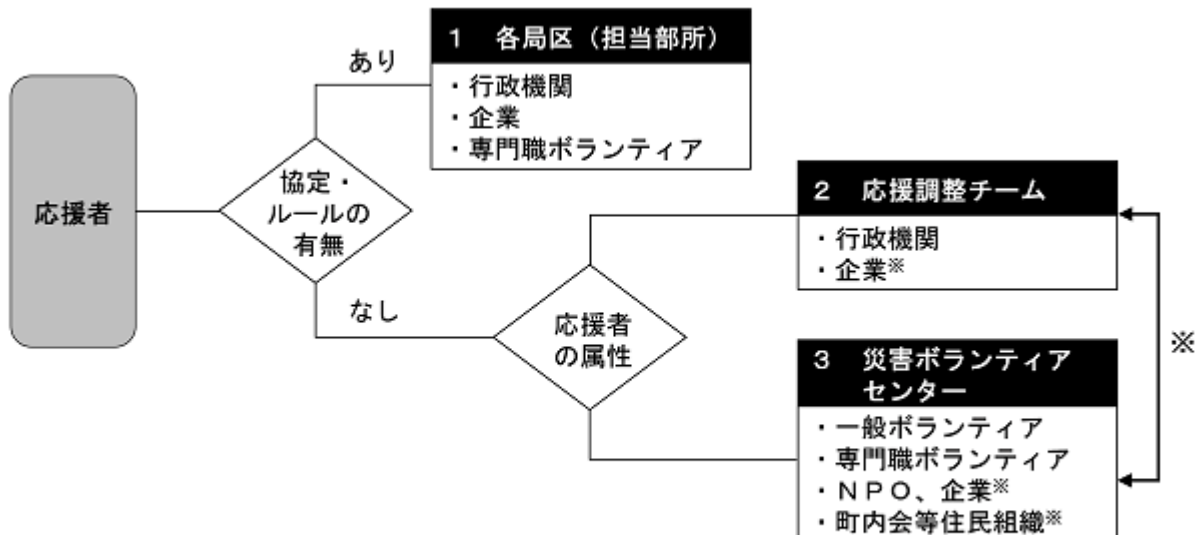 応援者
協定・
ルールの
有無
あり
1 各局区（担当部所）
・行政機関
・企業
・専門職ボランティア
なし
応援者
の属性
2 応援調整チーム
・行政機関
・企業※
3 災害ボランティア
センター
・一般ボランティア
・専門職ボランティア
・ＮＰＯ、企業※
・町内会等住民組織※
※